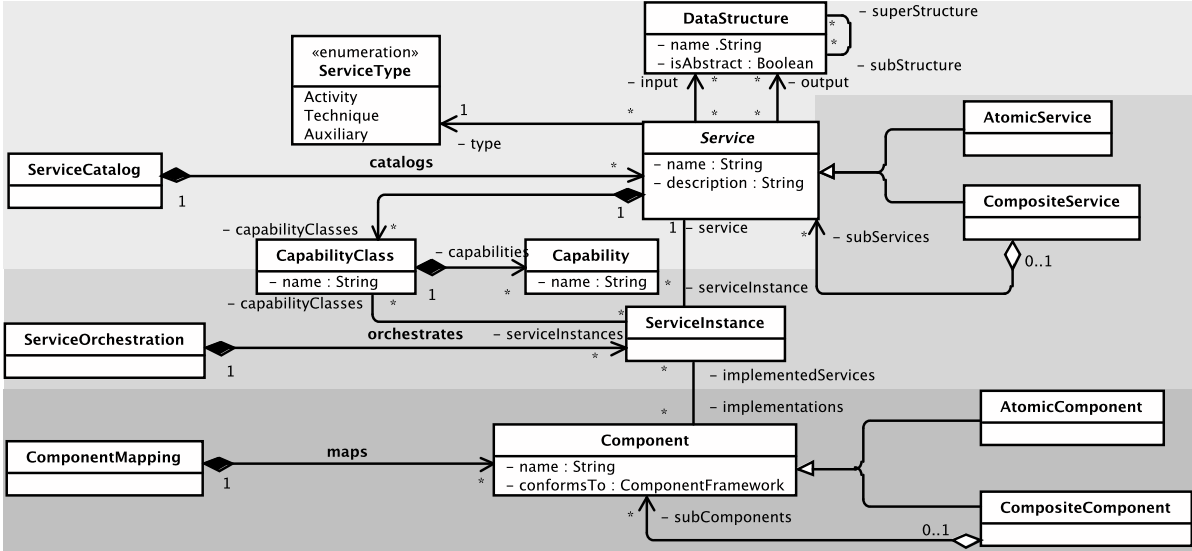 DataStructure
– name .String
– isAbstract : Boolean
*
*
– superStructure
– subStructure
– input
*
*
– output
*
*
*
«enumeration»
ServiceType
Activity
Technique
Auxiliary
1
– type
Service
– name : String
– description : String
AtomicService
CompositeService
ServiceCatalog
1
catalogs
*
1
– capabilityClasses
*
1
– service
*
– subServices
0..1
CapabilityClass
– name : String
– capabilities
1
*
Capability
– name : String
*
– serviceInstance
– capabilityClasses
*
*
ServiceOrchestration
1
orchestrates
– serviceInstances
*
ServiceInstance
*
– implementedServices
*
– implementations
ComponentMapping
1
maps
*
Component
– name : String
– conformsTo : ComponentFramework
AtomicComponent
CompositeComponent
*
– subComponents
0..1